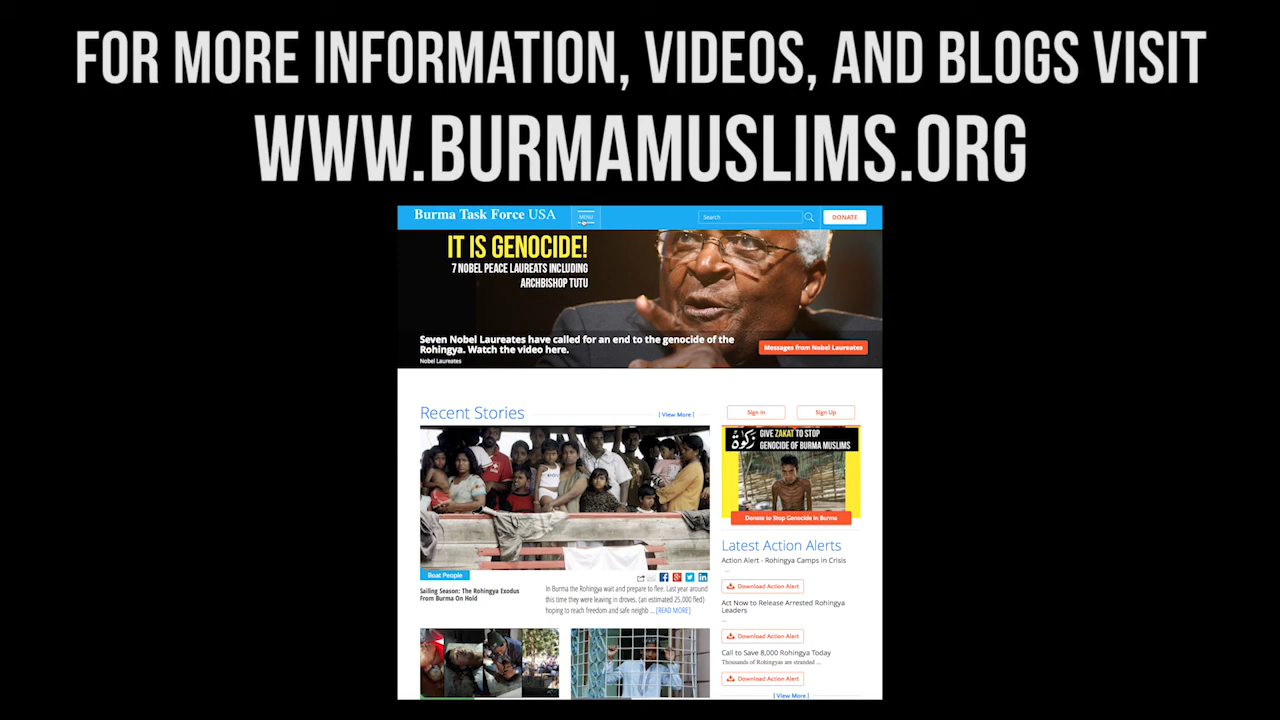 FOR MORE INFORMATION, VIDEOS, AND BLOGS VISIT
WWW.BURMAMUSLIMS.ORG
Burma Task Force USA
MENU
Search
DONATE
IT IS GENOCIDE!
7 NOBEL PEACE LAUREATS INCLUDING
ARCHBISHOP TUTU
Seven Nobel Laureates have called for an end to the genocide of the
Rohingya. Watch the video here.
Nobel Laureates
Messages from Nobel Laureates
Recent Stories
[ View More ]
Boat People
Sailing Season: The Rohingya Exodus
From Burma On Hold
In Burma the Rohingya wait and prepare to flee. Last year around
this time they were leaving in droves. (an estimated 25,000 fled)
hoping to reach freedom and safe neighb ... [READ MORE]
Sign in
Sign Up
زكوة
GIVE ZAKAT TO STOP
GENOCIDE OF BURMA MUSLIMS
Donate to Stop Genocide in Burma
Latest Action Alerts
Action Alert - Rohingya Camps in Crisis
...
Download Action Alert
Act Now to Release Arrested Rohingya
Leaders
...
Download Action Alert
Call to Save 8,000 Rohingya Today
Thousands of Rohingyas are stranded ...
Download Action Alert
[ View More ]